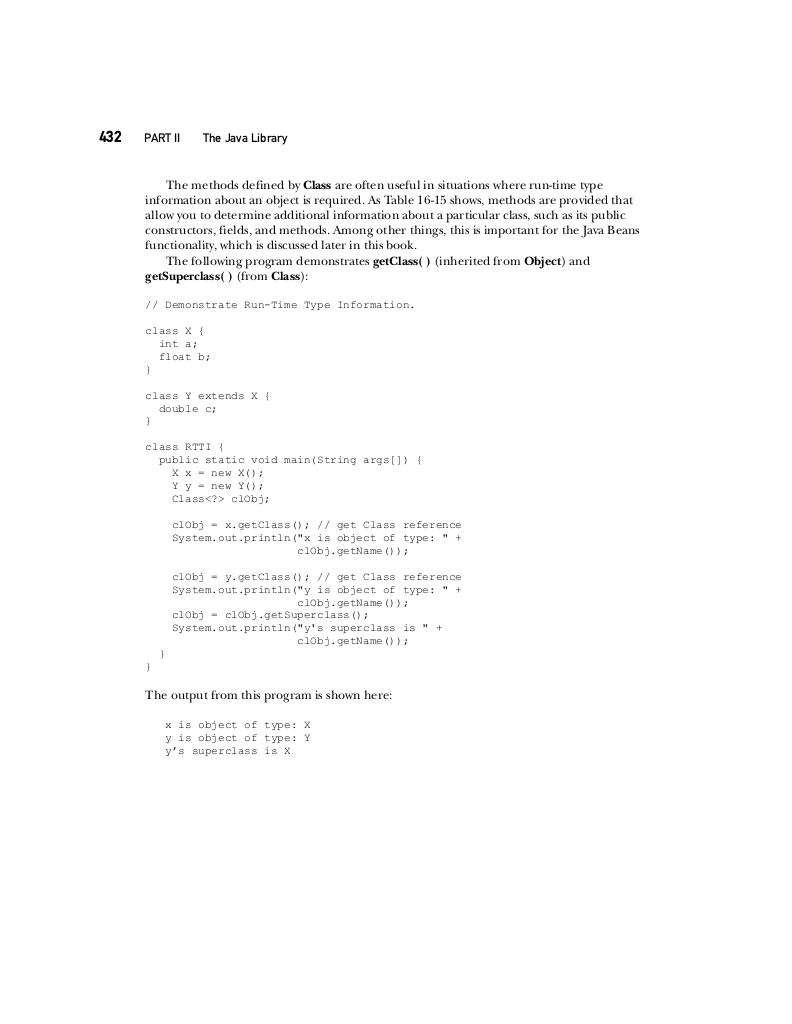 432 PART II The Java Library
The methods defined by Class are often useful in situations where run-time type
information about an object is required. As Table 16-15 shows, methods are provided that
allow you to determine additional information about a particular class, such as its public
constructors, fields, and methods. Among other things, this is important for the Java Beans
functionality, which is discussed later in this book.
The following program demonstrates getClass( ) (inherited from Object) and
getSuperclass( ) (from Class):
// Demonstrate Run-Time Type Information.
class X {
  int a;
  float b;
}
class Y extends X {
  double c;
}
class RTTI {
  public static void main(String args[]) {
    X x = new X();
    Y y = new Y();
    Class<?> clObj;
    clObj = x.getClass(); // get Class reference
    System.out.println("x is object of type: " +
                       clObj.getName());
    clObj = y.getClass(); // get Class reference
    System.out.println("y is object of type: " +
                       clObj.getName());
    clObj = clObj.getSuperclass();
    System.out.println("y's superclass is " +
                       clObj.getName());
  }
}
The output from this program is shown here:
x is object of type: X
y is object of type: Y
y’s superclass is X